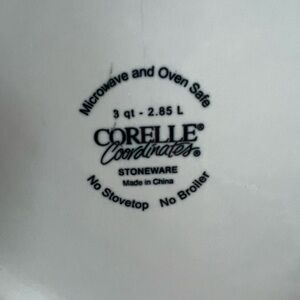 Microwave and Oven Safe
3 qt - 2.85 L
CORELLE®
Coordinates®
STONEWARE
Made in China
No Stovetop No Broiler